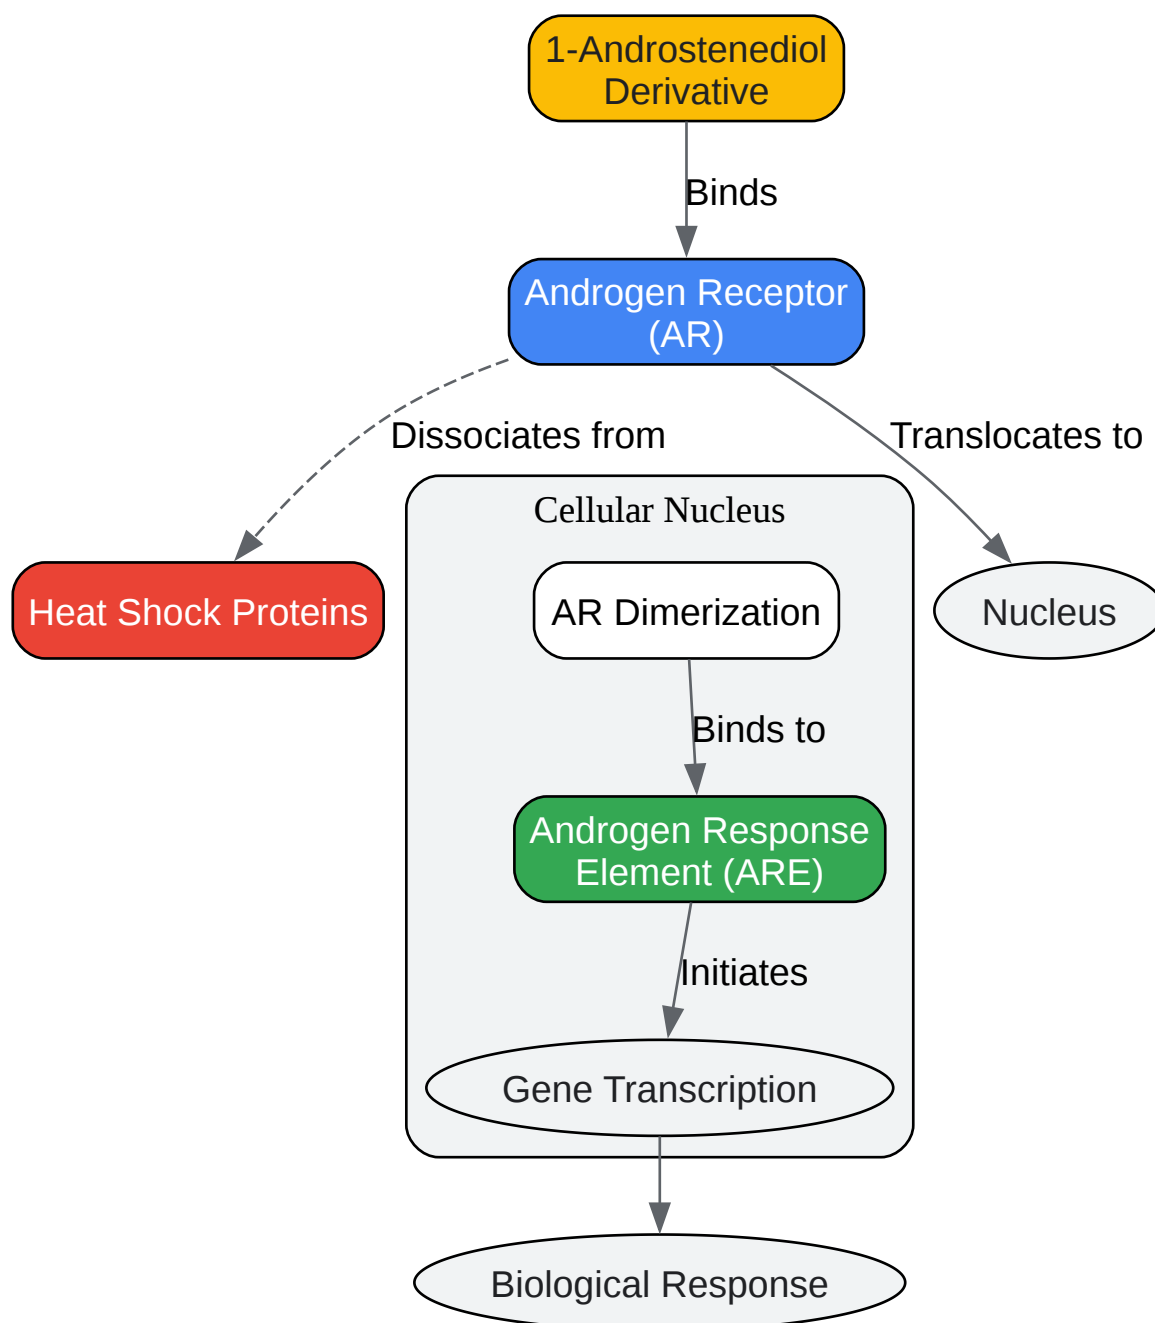 1-Androstenediol
Derivative
Binds
Androgen Receptor
(AR)
Dissociates from
Translocates to
Cellular Nucleus
Heat Shock Proteins
AR Dimerization
Nucleus
Binds to
Androgen Response
Element (ARE)
Initiates
Gene Transcription
Biological Response